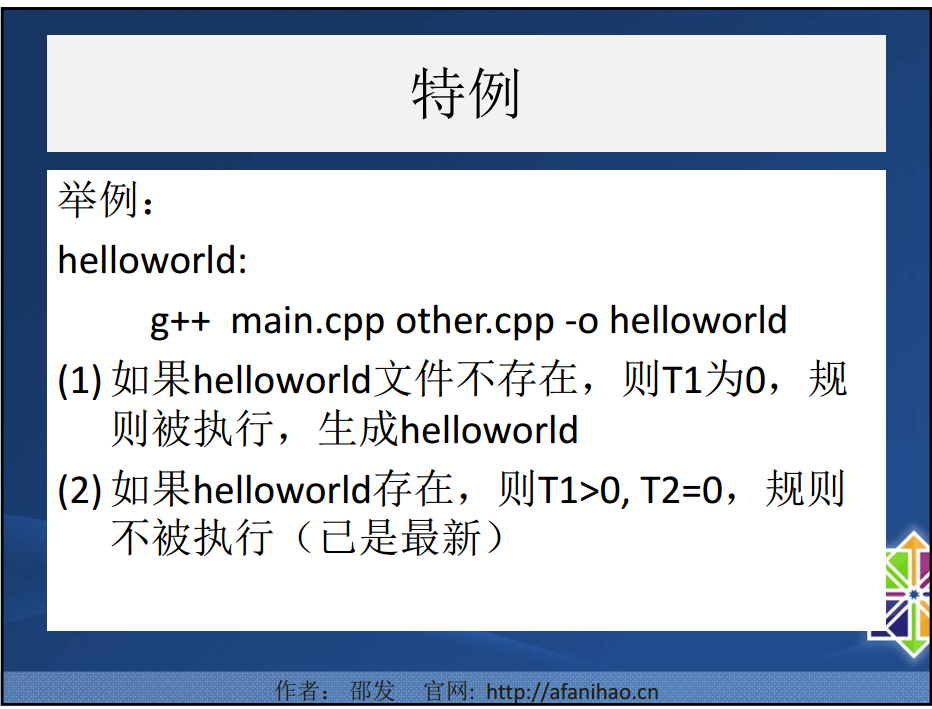 特例
举例：
helloworld:
g++ main.cpp other.cpp -o helloworld
(1) 如果helloworld文件不存在，则T1为0，规
则被执行，生成helloworld
(2) 如果helloworld存在，则T1>0, T2=0，规则
不被执行（已是最新）
作者： 邵发 官网: http://afanihao.cn